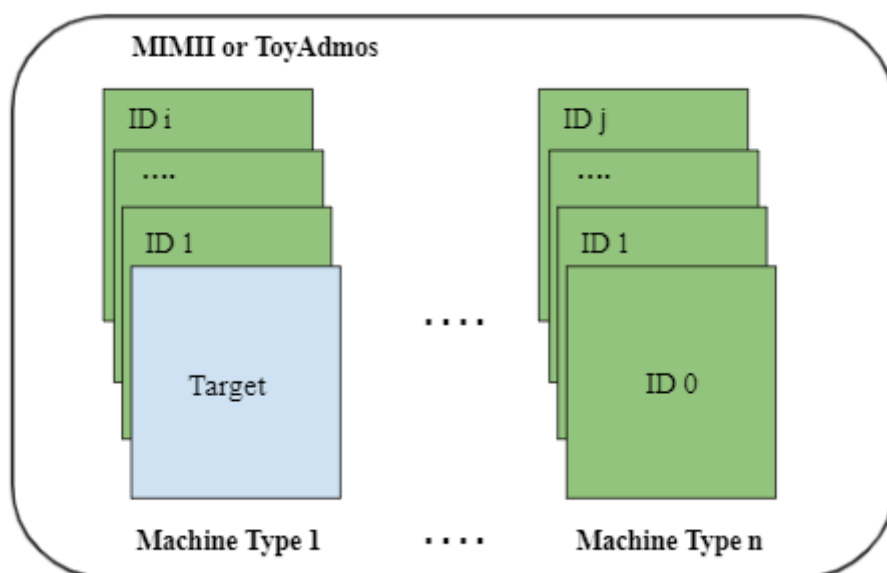 MIMII or ToyAdmos
ID i
....
ID 1
Target
....
ID j
....
ID 1
ID 0
Machine Type 1
....
Machine Type n